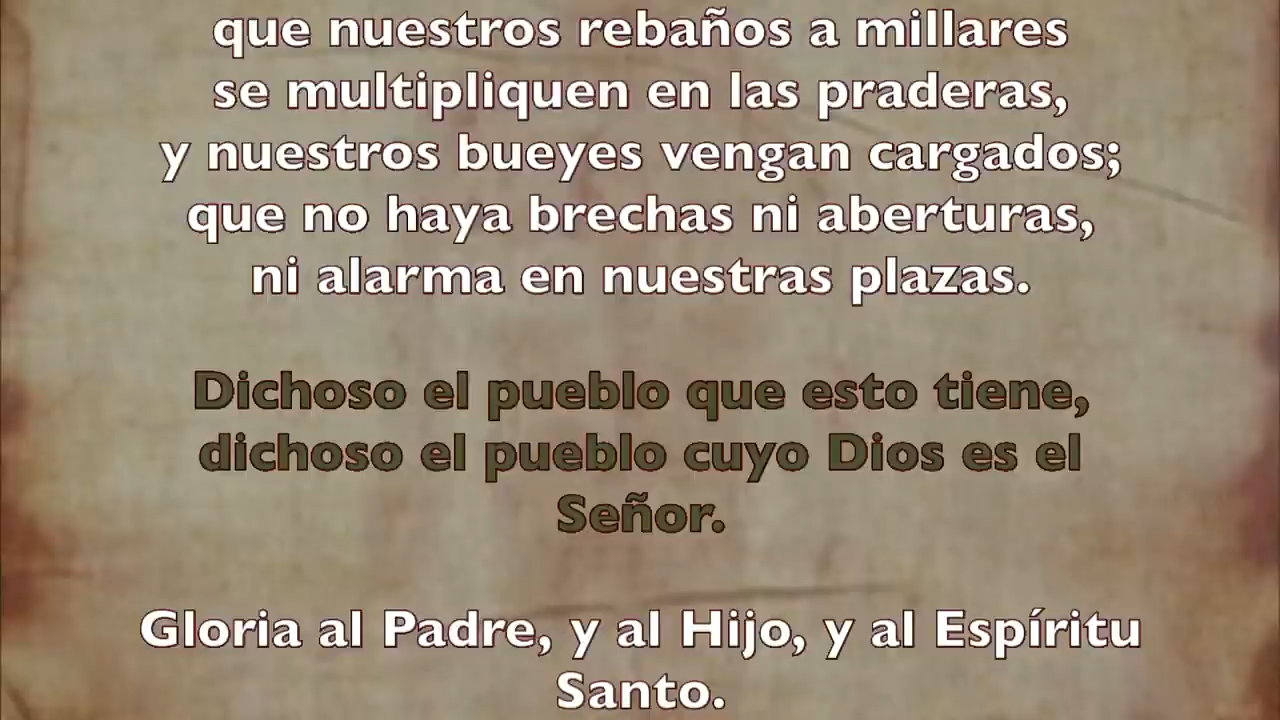 que nuestros rebaños a millares
se multipliquen en las praderas,
y nuestros bueyes vengan cargados;
que no haya brechas ni aberturas,
ni alarma en nuestras plazas.
Dichoso el pueblo que esto tiene,
dichoso el pueblo cuyo Dios es el
Señor.
Gloria al Padre, y al Hijo, y al Espíritu
Santo.